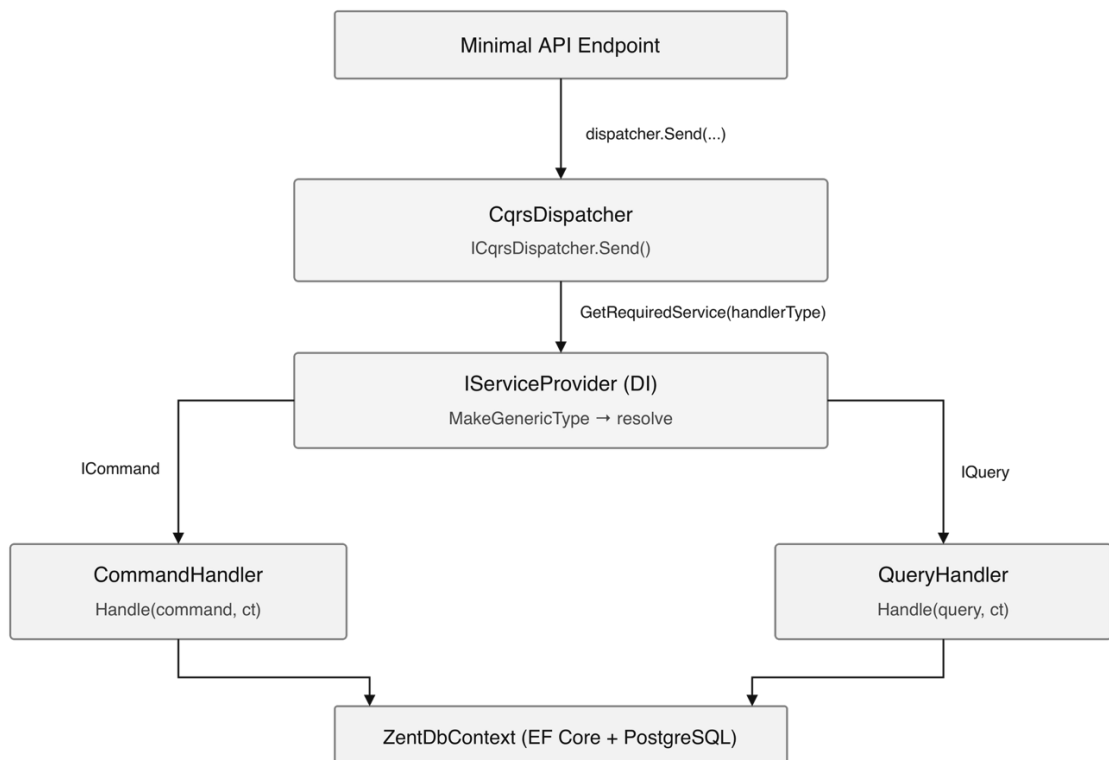 Minimal API Endpoint
dispatcher.Send(...)
CqrsDispatcher
ICqrsDispatcher.Send()
GetRequiredService(handlerType)
IServiceProvider (DI)
MakeGenericType → resolve
ICommand
IQuery
CommandHandler
Handle(command, ct)
QueryHandler
Handle(query, ct)
ZentDbContext (EF Core + PostgreSQL)